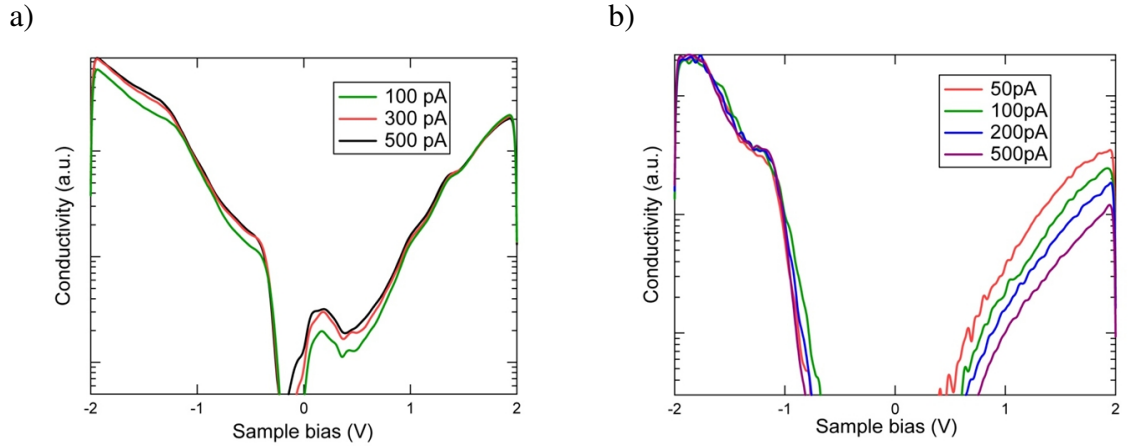 a)
Conductivity (a.u.)
100 pA
300 pA
500 pA
-2 -1 0 1 2
Sample bias (V)
b)
Conductivity (a.u.)
50pA
100pA
200pA
500pA
-2 -1 0 1 2
Sample bias (V)